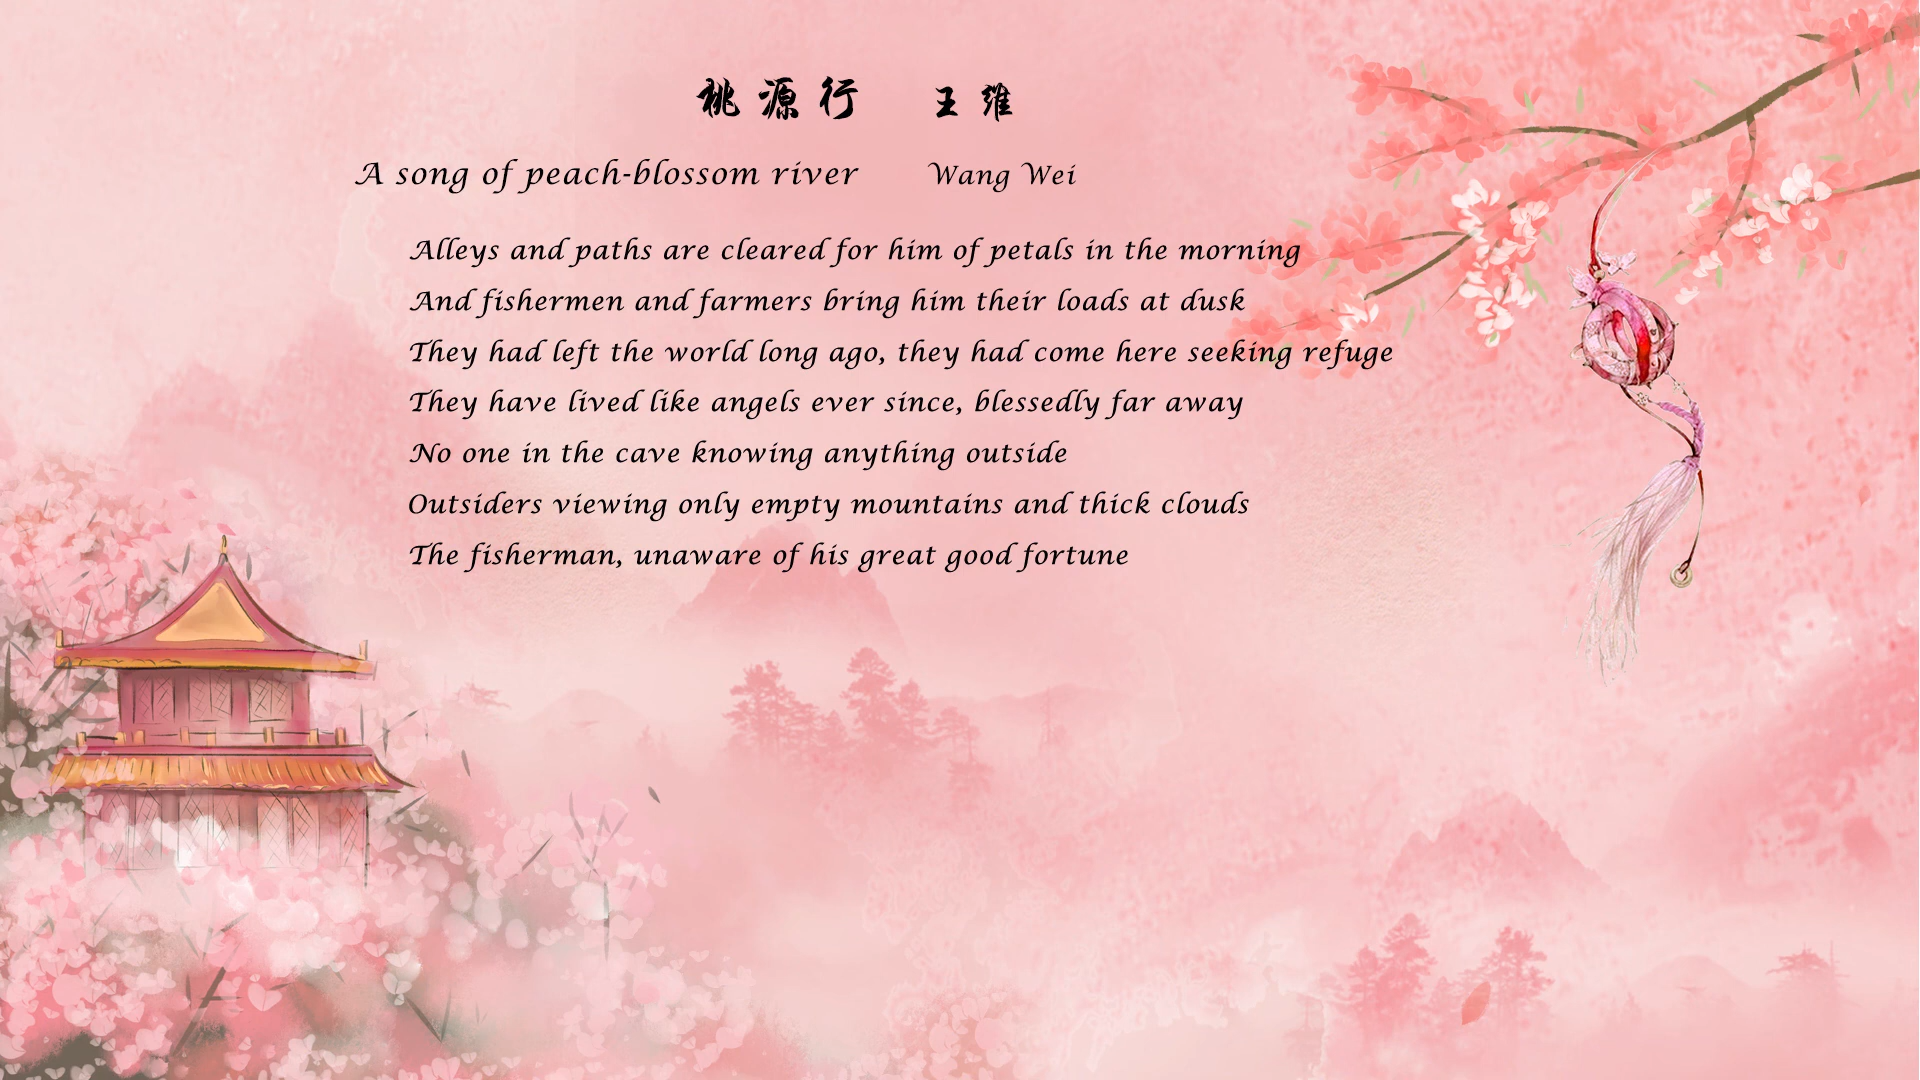 桃源行 王维
A song of peach-blossom river Wang Wei
Alleys and paths are cleared for him of petals in the morning
And fishermen and farmers bring him their loads at dusk
They had left the world long ago, they had come here seeking refuge
They have lived like angels ever since, blessedly far away
No one in the cave knowing anything outside
Outsiders viewing only empty mountains and thick clouds
The fisherman, unaware of his great good fortune